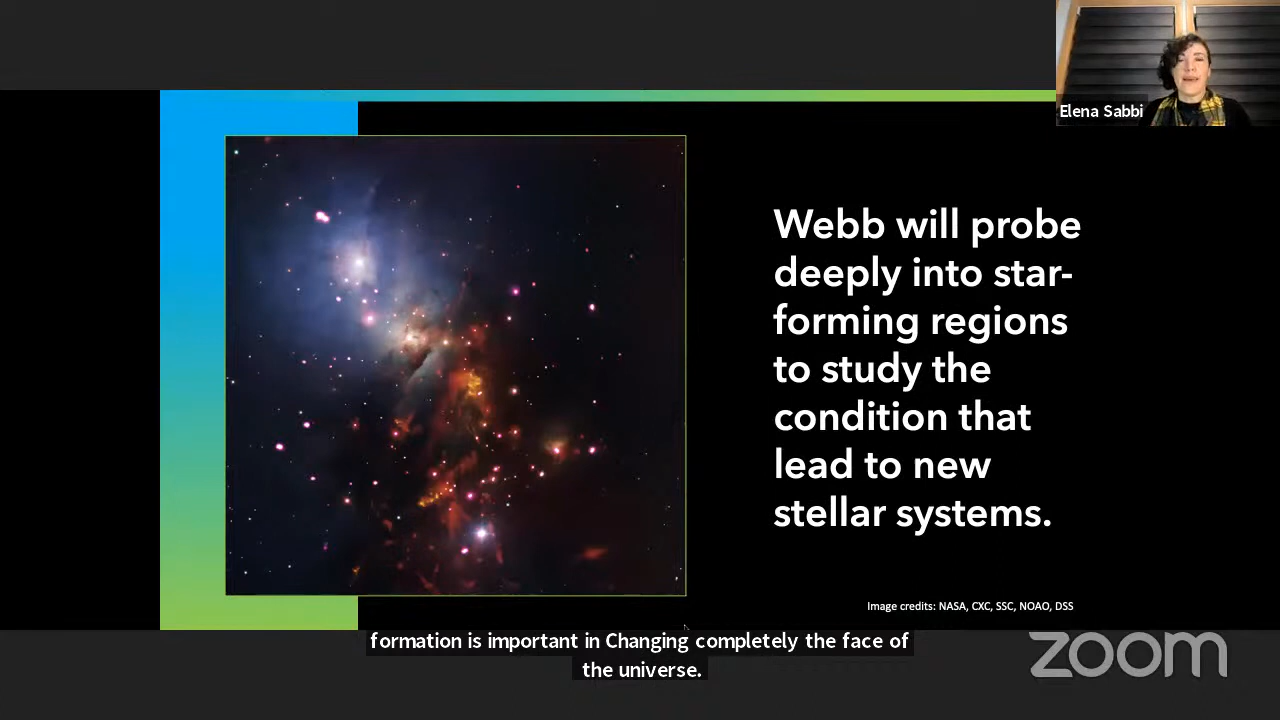 Elena Sabbi
Webb will probe
deeply into star-
forming regions
to study the
condition that
lead to new
stellar systems.
Image credits: NASA, CXC, SSC, NOAO, DSS
formation is important in Changing completely the face of
the universe.
zoom